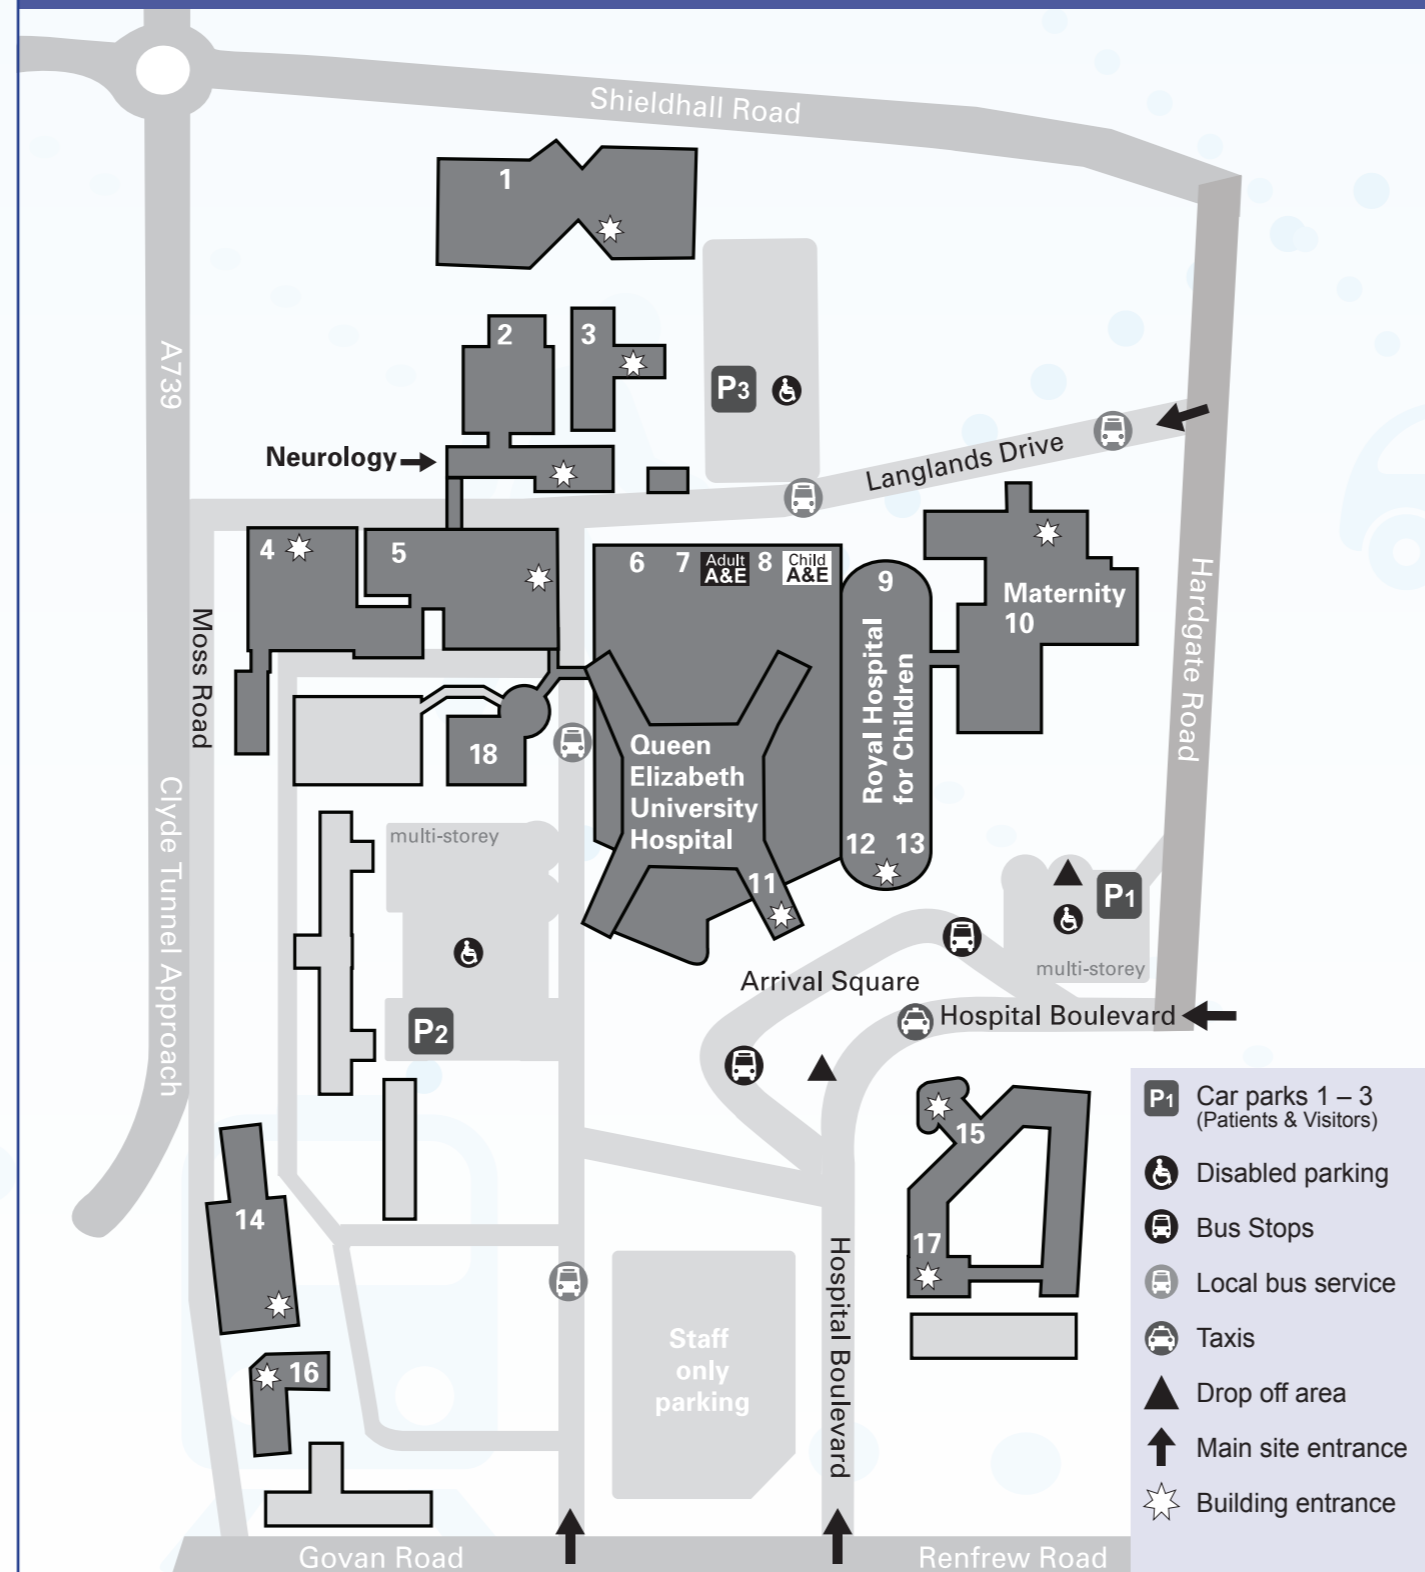 Shieldhall Road
1
2
3
A739
P3
Neurology
Langlands Drive
4
5
6 7 Adult A&E 8 Child A&E
9
Maternity
10
Moss Road
Hardgate Road
Royal Hospital
for Children
18
Queen
Elizabeth
University
Hospital
Clyde Tunnel Approach
multi-storey
11
12 13
P1
multi-storey
Arrival Square
Hospital Boulevard
P2
15
14
17
16
Hospital Boulevard
Staff
only
parking
Govan Road
Renfrew Road
P1 Car parks 1 – 3
(Patients & Visitors)
Disabled parking
Bus Stops
Local bus service
Taxis
Drop off area
Main site entrance
Building entrance